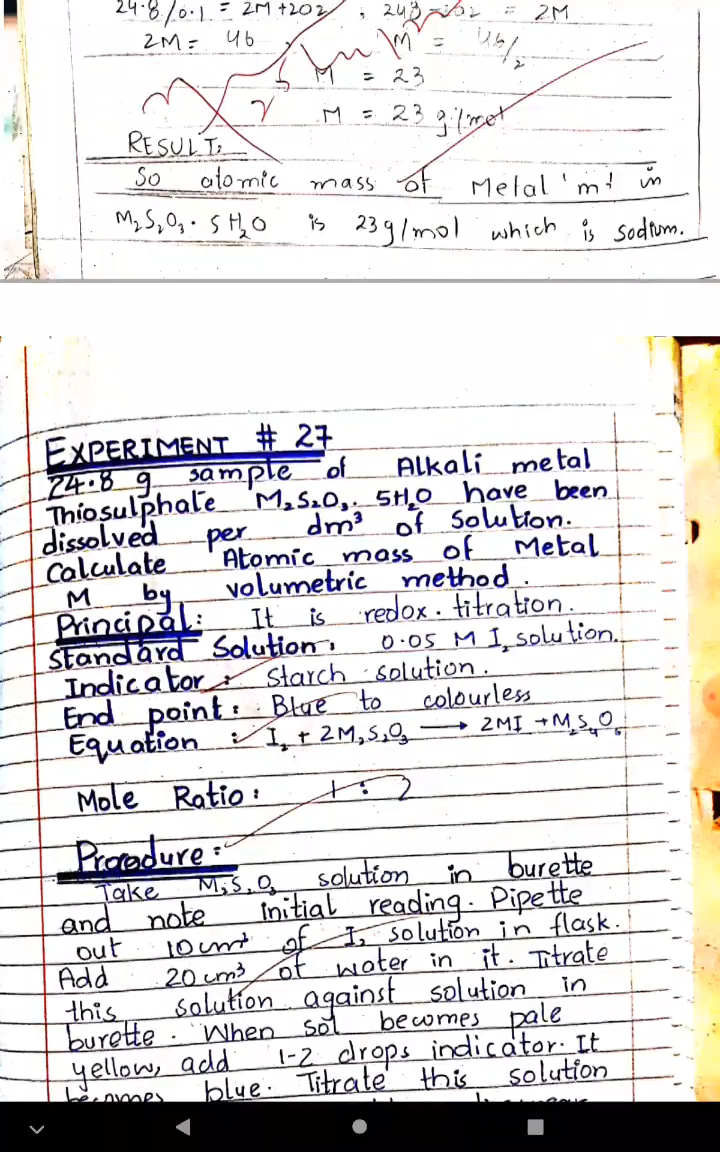 24.8/0.1 = 2M+202 ; 248-202 = 2M
2M = 46   M = 46/2
M = 23
M = 23 g/mol
RESULT:
So atomic mass of Metal 'm' in
M₂S₂O₃ . 5H₂O is 23g/mol which is Sodium.
EXPERIMENT # 27
24.8 g sample of Alkali metal
Thiosulphate M₂S₂O₃. 5H₂O have been
dissolved per dm³ of Solution.
Calculate Atomic mass of Metal
M by volumetric method.
Principal: It is redox. titration.
Standard Solution: 0.05 M I₂ solution.
Indicator: Starch solution.
End point: Blue to colourless
Equation: I₂ + 2M₂S₂O₃ → 2MI + M₂S₄O₆
Mole Ratio: 1 : 2
Procedure:
Take M₂S₂O₃ solution in burette
and note initial reading. Pipette
out 10cm³ of I₂ solution in flask.
Add 20cm³ of water in it. Titrate
this solution against solution in
burette. When sol becomes pale
yellow, add 1-2 drops indicator. It
becomes blue. Titrate this solution